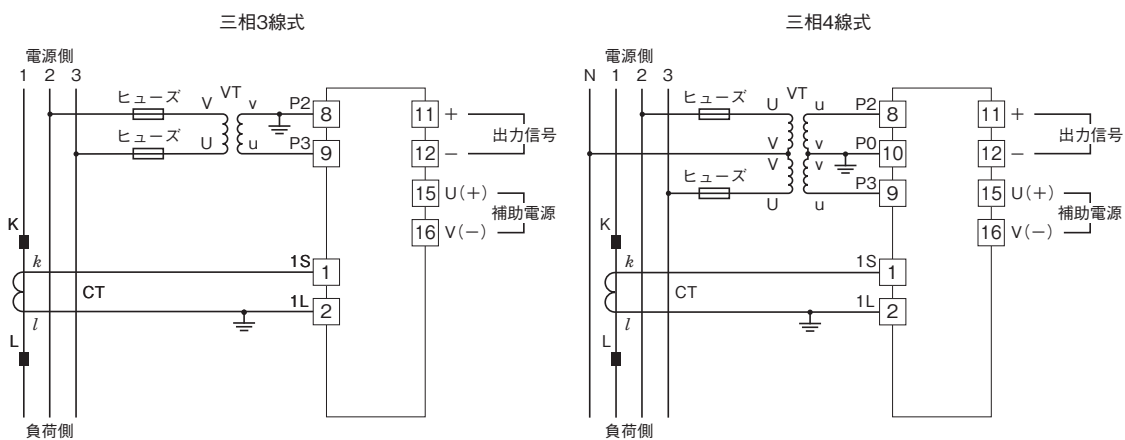 三相3線式
電源側
1 2 3
ヒューズ
V VT v P2 8
ヒューズ
U u P3 9
11 +
12 −
出力信号
15 U(+)
16 V(−)
補助電源
K
k 1S 1
CT
l 1L 2
L
負荷側
三相4線式
電源側
N 1 2 3
ヒューズ
U VT u P2 8
V v P0 10
V v
ヒューズ
U u P3 9
11 +
12 −
出力信号
15 U(+)
16 V(−)
補助電源
K
k 1S 1
CT
l 1L 2
L
負荷側